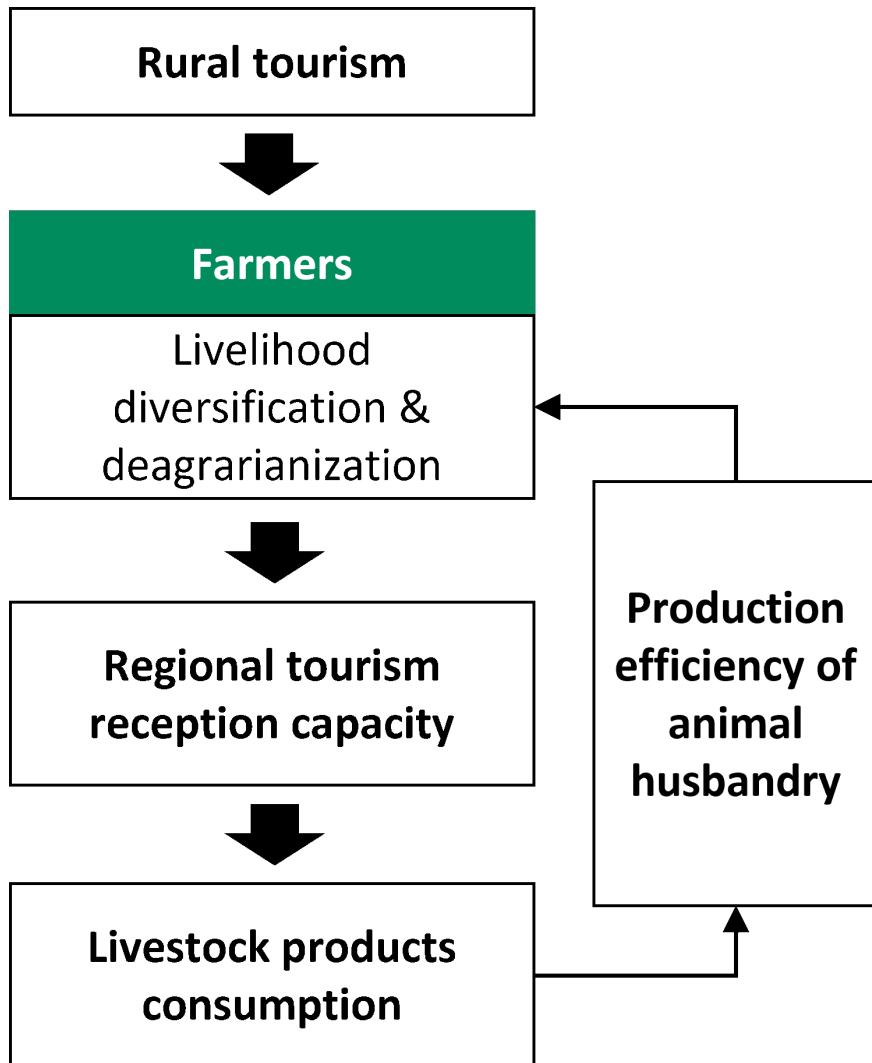 Rural tourism
Farmers
Livelihood
diversification &
deagrarianization
Regional tourism
reception capacity
Livestock products
consumption
Production
efficiency of
animal
husbandry